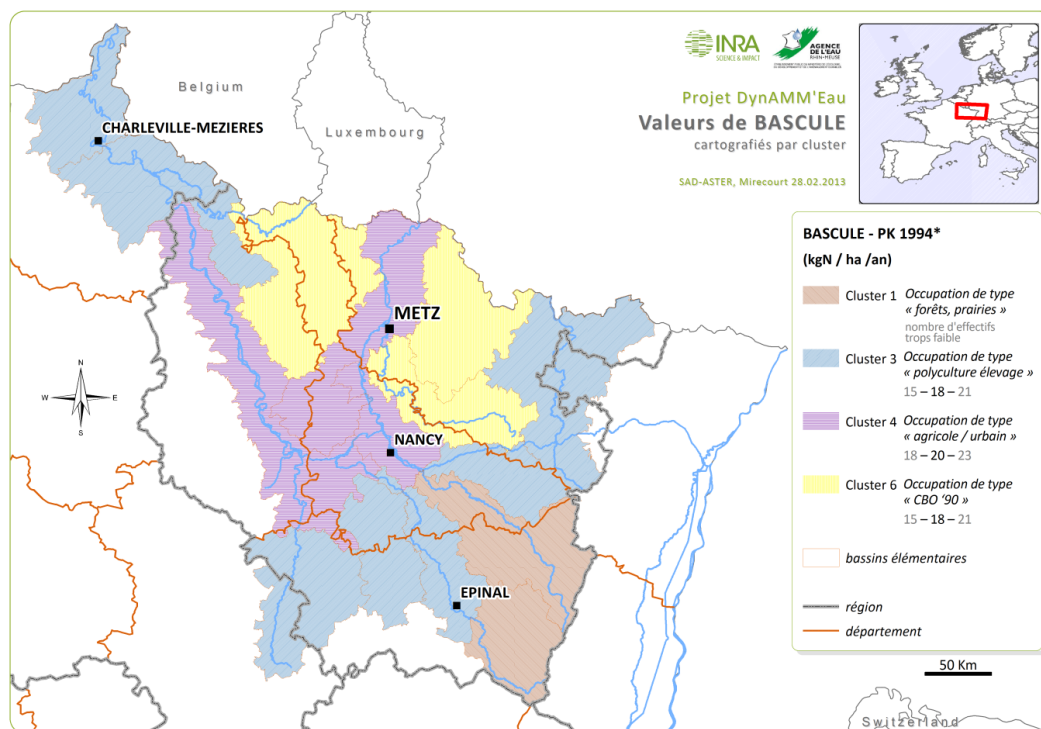 INRA
SCIENCE & IMPACT
AGENCE
DE L'EAU
RHIN-MEUSE
Projet DynAMM'Eau
Valeurs de BASCULE
cartografiés par cluster
SAD-ASTER, Mirecourt 28.02.2013
Belgium
CHARLEVILLE-MEZIERES
Luxembourg
METZ
NANCY
EPINAL
N
W
E
S
BASCULE - PK 1994*
(kgN / ha /an)
Cluster 1 Occupation de type
« forêts, prairies »
nombre d'effectifs
trops faible
Cluster 3 Occupation de type
« polyculture élevage »
15 – 18 – 21
Cluster 4 Occupation de type
« agricole / urbain »
18 – 20 – 23
Cluster 6 Occupation de type
« CBO '90 »
15 – 18 – 21
bassins élémentaires
région
département
50 Km
Switzerland